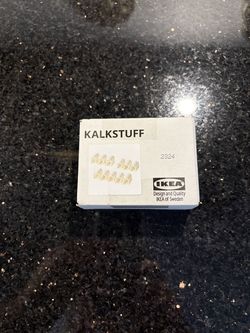 KALKSTUFF
2324
IKEA
Design and Quality
IKEA of Sweden